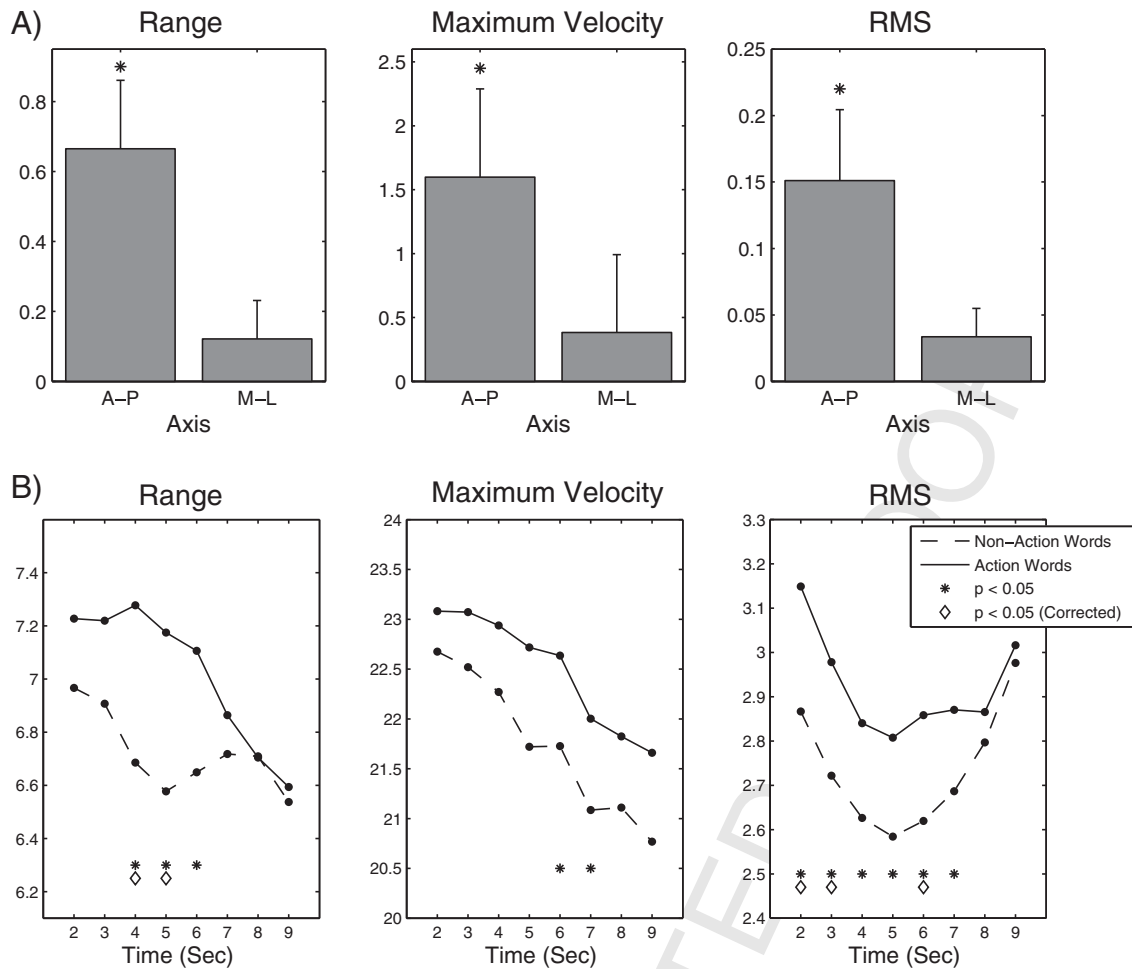 A)
Range
Maximum Velocity
RMS
0.8
0.6
0.4
0.2
0
A–P
M–L
Axis
2.5
2
1.5
1
0.5
0
A–P
M–L
Axis
0.25
0.2
0.15
0.1
0.05
0
A–P
M–L
Axis
B)
Range
Maximum Velocity
RMS
7.4
7.2
7
6.8
6.6
6.4
6.2
2 3 4 5 6 7 8 9
Time (Sec)
24
23.5
23
22.5
22
21.5
21
20.5
20
2 3 4 5 6 7 8 9
Time (Sec)
3.3
3.2
3.1
3
2.9
2.8
2.7
2.6
2.5
2.4
2 3 4 5 6 7 8 9
Time (Sec)
Non–Action Words
Action Words
p < 0.05
p < 0.05 (Corrected)